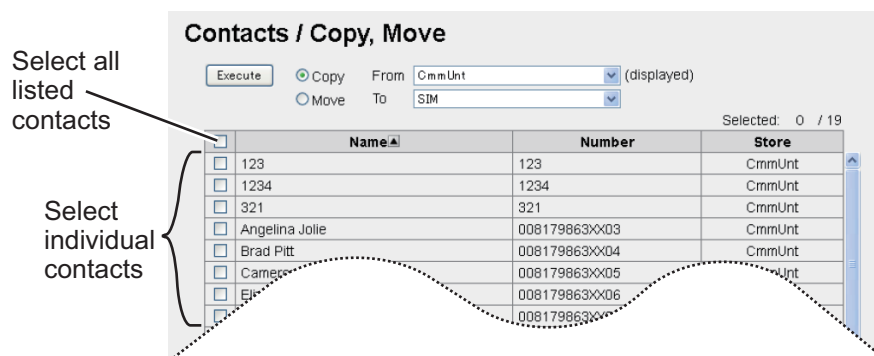 Contacts / Copy, Move
Select all
listed
contacts
Execute Copy From CmmUnt (displayed)
Move To SIM
Selected: 0 / 19
Name Number Store
123 123 CmmUnt
1234 1234 CmmUnt
321 321 CmmUnt
Select
individual
contacts
Angelina Jolie 008179863XX03 CmmUnt
Brad Pitt 008179863XX04 CmmUnt
008179863XX05
008179863XX06